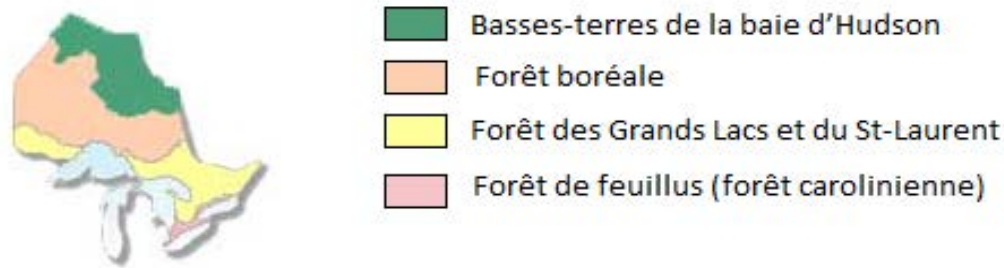 Basses-terres de la baie d’Hudson
Forêt boréale
Forêt des Grands Lacs et du St-Laurent
Forêt de feuillus (forêt carolinienne)